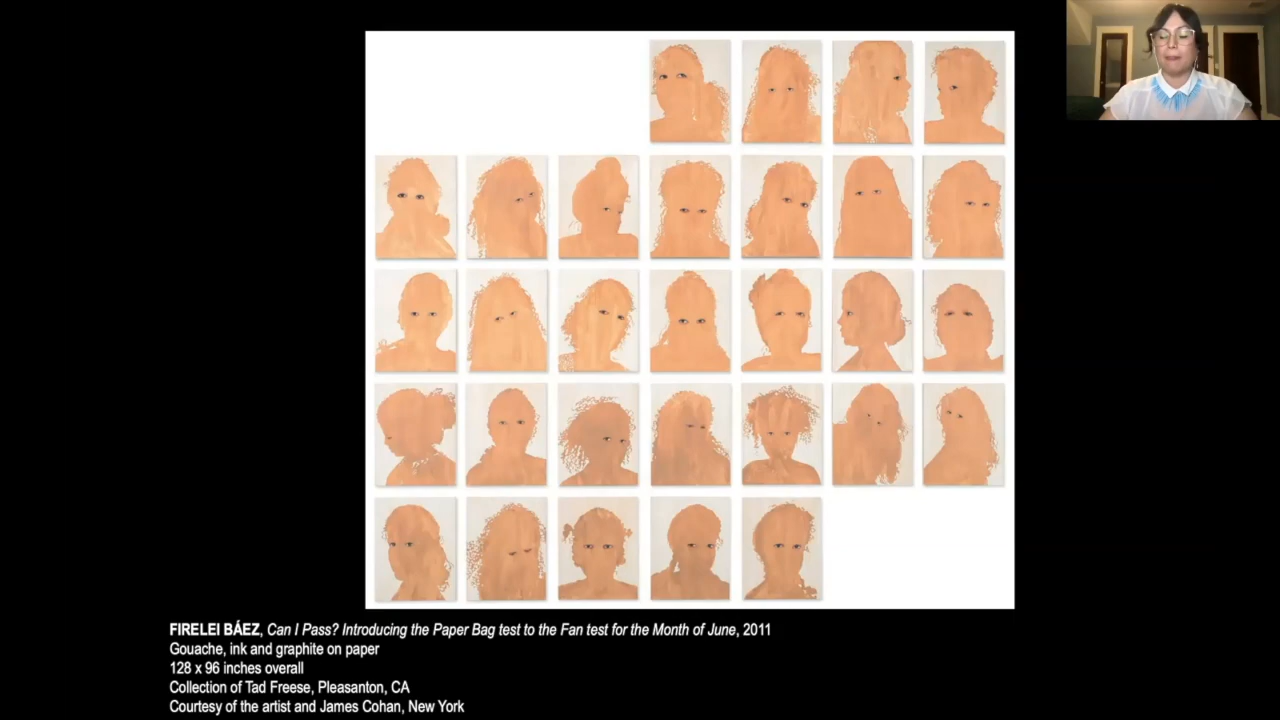 FIRELEI BÁEZ, Can I Pass? Introducing the Paper Bag test to the Fan test for the Month of June, 2011
Gouache, ink and graphite on paper
128 x 96 inches overall
Collection of Tad Freese, Pleasanton, CA
Courtesy of the artist and James Cohan, New York